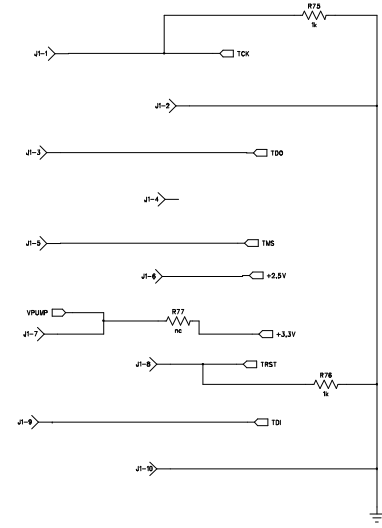 R75
1k
J1-1
TCK
J1-2
J1-3
TDO
J1-4
J1-5
TMS
J1-6
+2.5V
VPUMP
R77
nc
J1-7
+3.3V
J1-8
TRST
R76
1k
J1-9
TDI
J1-10